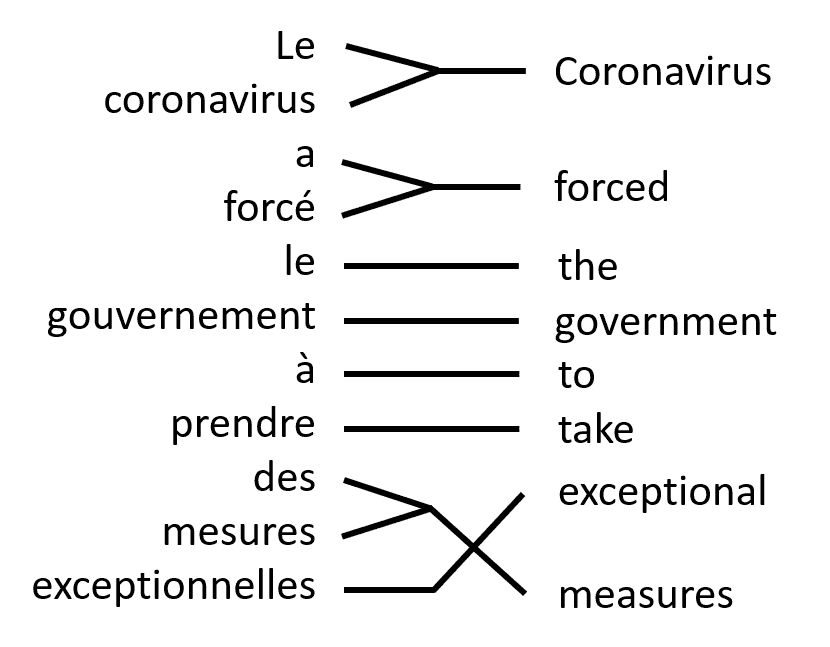 Le
coronavirus
a
forcé
le
gouvernement
à
prendre
des
mesures
exceptionnelles
Coronavirus
forced
the
government
to
take
exceptional
measures